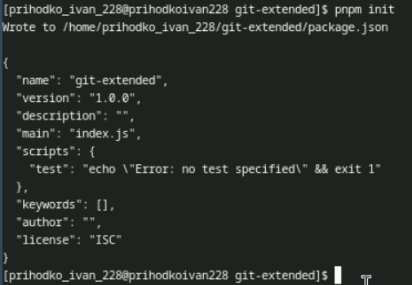 [prihodko_ivan_228@prihodkoivan228 git-extended]$ pnpm init
Wrote to /home/prihodko_ivan_228/git-extended/package.json
{
  "name": "git-extended",
  "version": "1.0.0",
  "description": "",
  "main": "index.js",
  "scripts": {
    "test": "echo \"Error: no test specified\" && exit 1"
  },
  "keywords": [],
  "author": "",
  "license": "ISC"
}
[prihodko_ivan_228@prihodkoivan228 git-extended]$